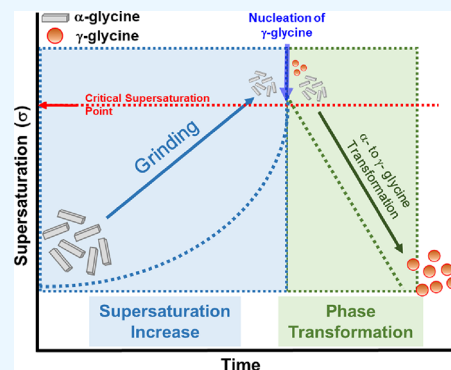 α-glycine
γ-glycine
Nucleation of
γ-glycine
Critical Supersaturation
Point
Grinding
α- to γ- glycine
Transformation
Supersaturation (σ)
Supersaturation
Increase
Phase
Transformation
Time